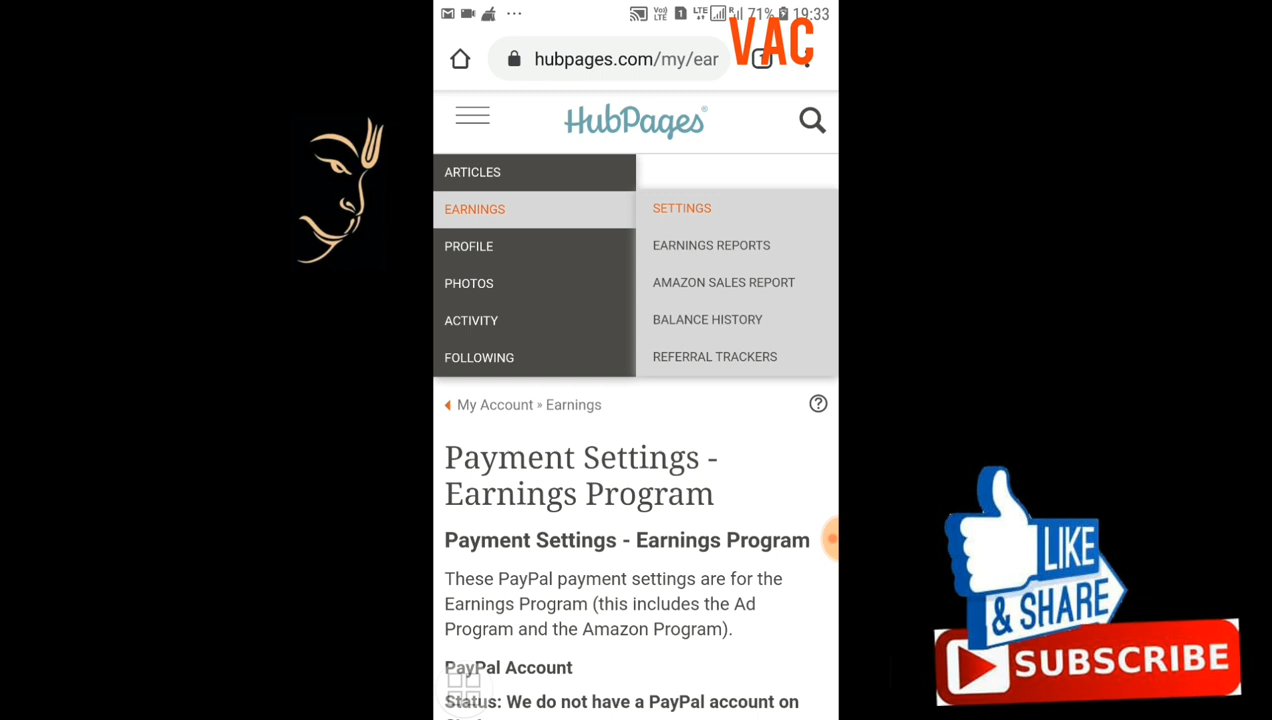 71% 19:33
VAC
hubpages.com/my/ear
HubPages
ARTICLES
EARNINGS
PROFILE
PHOTOS
ACTIVITY
FOLLOWING
SETTINGS
EARNINGS REPORTS
AMAZON SALES REPORT
BALANCE HISTORY
REFERRAL TRACKERS
My Account » Earnings
Payment Settings -
Earnings Program
Payment Settings - Earnings Program
These PayPal payment settings are for the
Earnings Program (this includes the Ad
Program and the Amazon Program).
PayPal Account
Status: We do not have a PayPal account on
LIKE
& SHARE
SUBSCRIBE